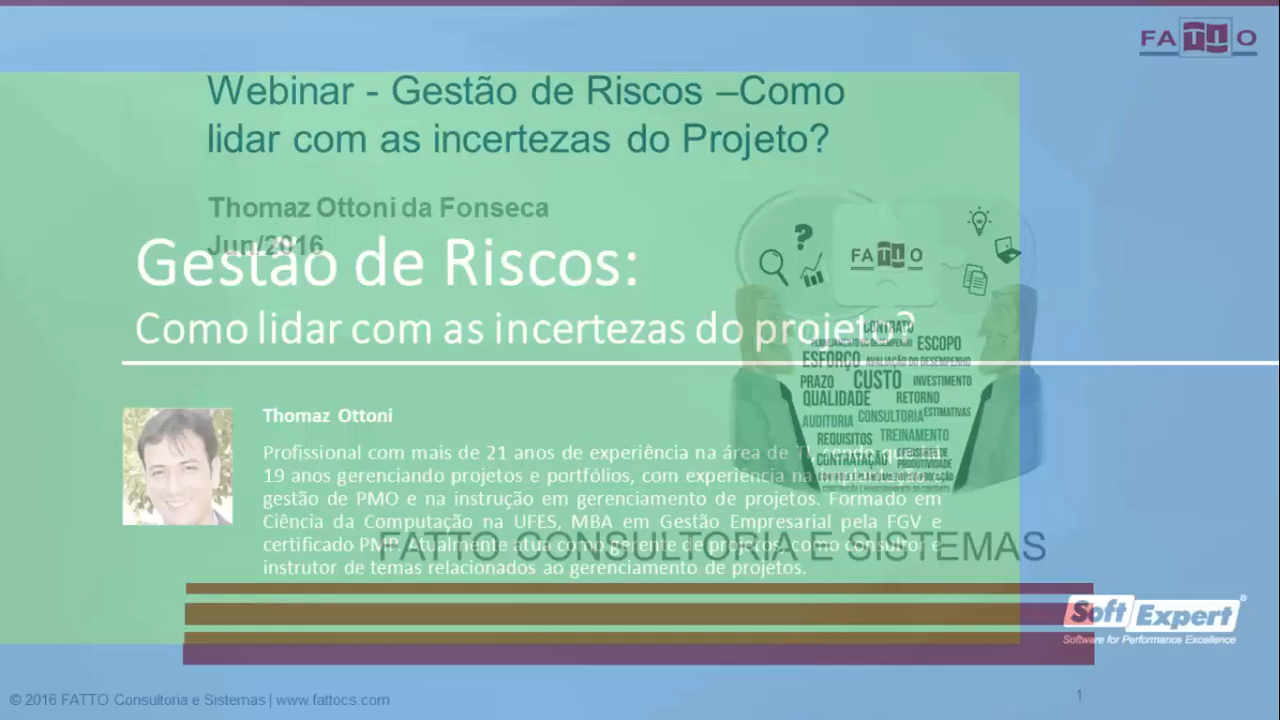 FATTO
Webinar - Gestão de Riscos –Como
lidar com as incertezas do Projeto?
Thomaz Ottoni da Fonseca
Jun/2016
Gestão de Riscos:
Como lidar com as incertezas do projeto?
FATTO
CONTRATO
PLANEJAMENTO DO DESEMPENHO
ESCOPO
ESFORÇO
AVALIAÇÃO DO DESEMPENHO
PRAZO
CUSTO
INVESTIMENTO
QUALIDADE
RETORNO
AUDITORIA
CONSULTORIA
ESTIMATIVAS
REQUISITOS
TREINAMENTO
CONTRATAÇÃO
PRODUTIVIDADE
Thomaz Ottoni
Profissional com mais de 21 anos de experiência na área de TI,
19 anos gerenciando projetos e portfólios, com experiência na
gestão de PMO e na instrução em gerenciamento de projetos. Formado em
Ciência da Computação na UFES, MBA em Gestão Empresarial pela FGV e
certificado PMP. Atualmente atua como gerente de projetos, como consultor e
instrutor de temas relacionados ao gerenciamento de projetos.
FATTO CONSULTORIA E SISTEMAS
Soft Expert®
Software for Performance Excellence
© 2016 FATTO Consultoria e Sistemas | www.fattocs.com
1